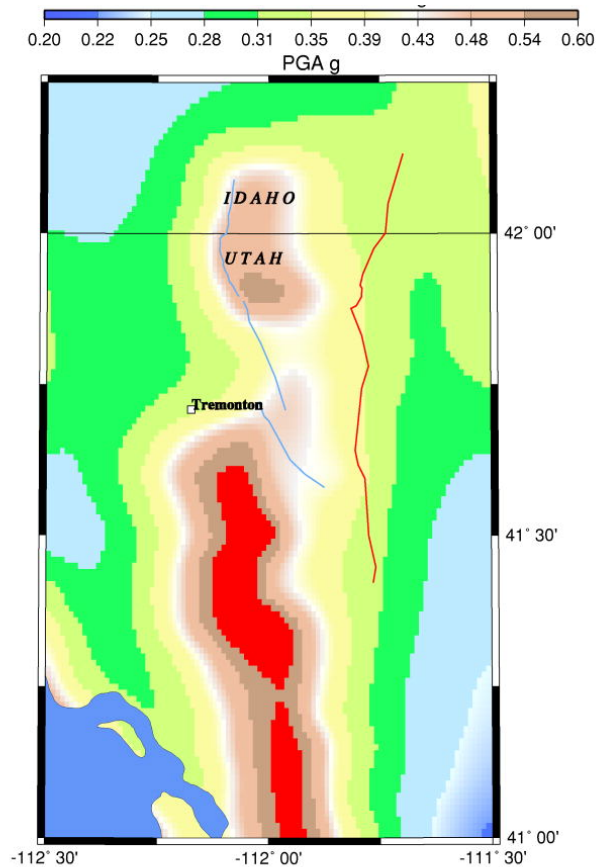 0.20 0.22 0.25 0.28 0.31 0.35 0.39 0.43 0.48 0.54 0.60
PGA g
IDAHO
42° 00'
UTAH
Tremonton
41° 30'
41° 00'
-112° 30' -112° 00' -111° 30'